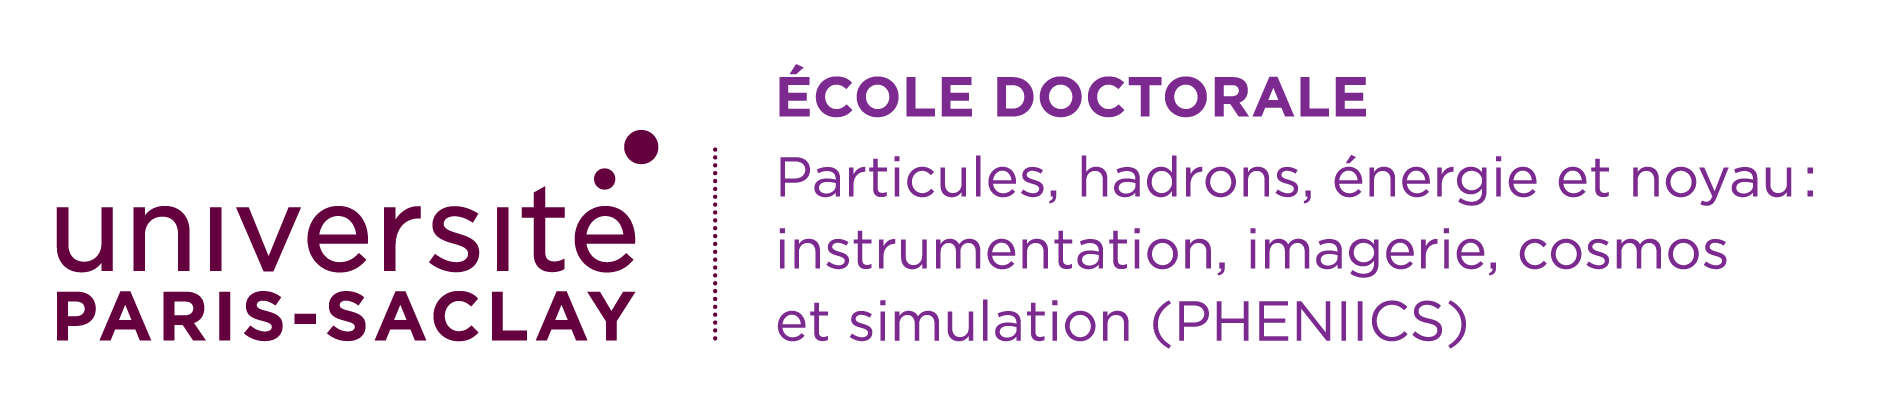 université
PARIS-SACLAY
ÉCOLE DOCTORALE
Particules, hadrons, énergie et noyau :
instrumentation, imagerie, cosmos
et simulation (PHENIICS)